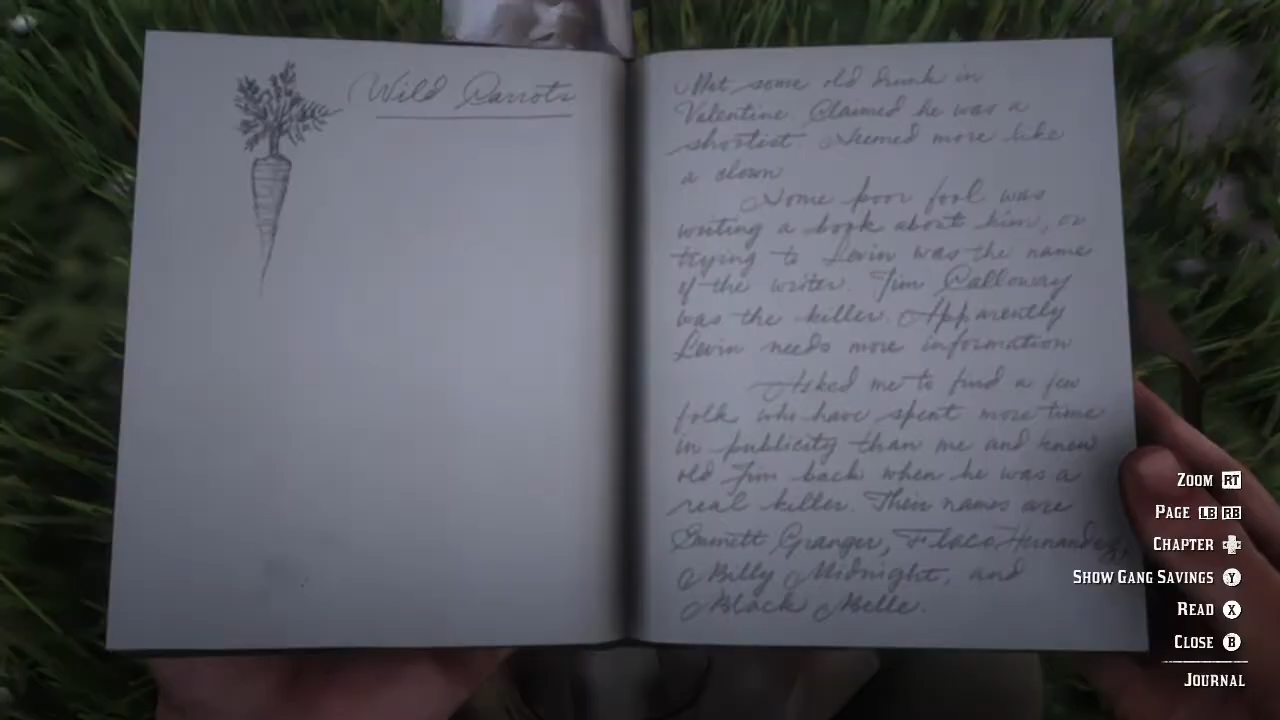 Wild Carrots
Met some old drunk in
Valentine. Claimed he was a
shootist. Seemed more like
a clown
Some poor fool was
writing a book about him, or
trying to Levin was the name
of the writer. Jim Calloway
was the killer. Apparently
Levin needs more information
Asked me to find a few
folk who have spent more time
in publicity than me and knew
old Jim back when he was a
real killer. Their names are
Emmett Granger, Flaco Hernandez,
Billy Midnight, and
Black Belle.
ZOOM RT
PAGE LB RB
CHAPTER
SHOW GANG SAVINGS Y
READ X
CLOSE B
JOURNAL